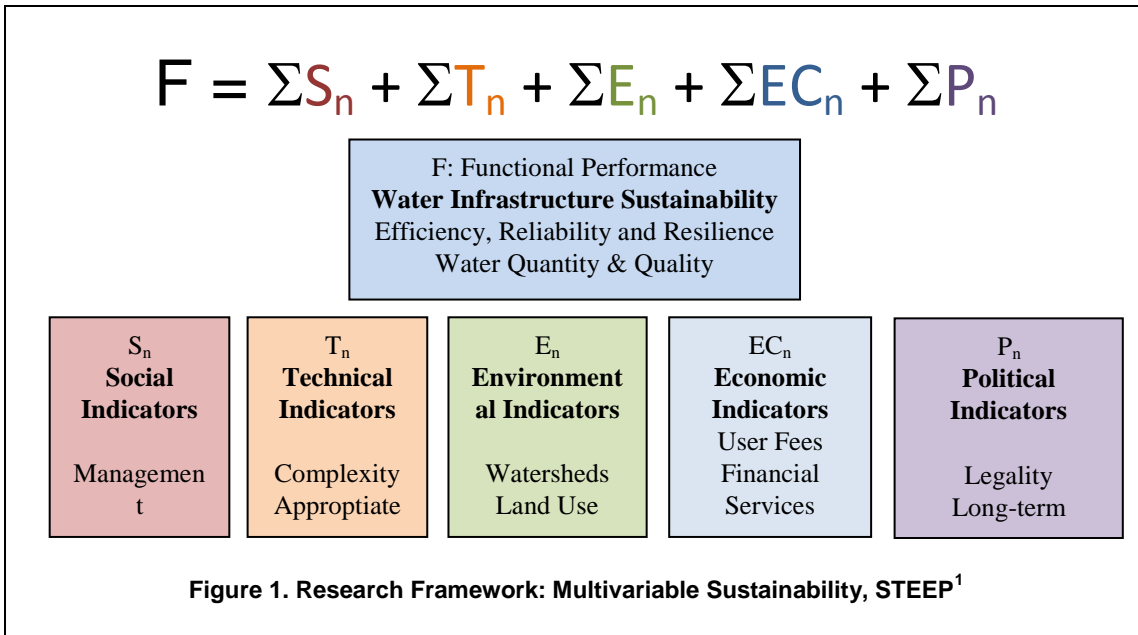 F = ΣSn + ΣTn + ΣEn + ΣECn + ΣPn
F: Functional Performance
Water Infrastructure Sustainability
Efficiency, Reliability and Resilience
Water Quantity & Quality
Sn
Social
Indicators
Managemen
t
Tn
Technical
Indicators
Complexity
Approptiate
En
Environment
al Indicators
Watersheds
Land Use
ECn
Economic
Indicators
User Fees
Financial
Services
Pn
Political
Indicators
Legality
Long-term
Figure 1. Research Framework: Multivariable Sustainability, STEEP1